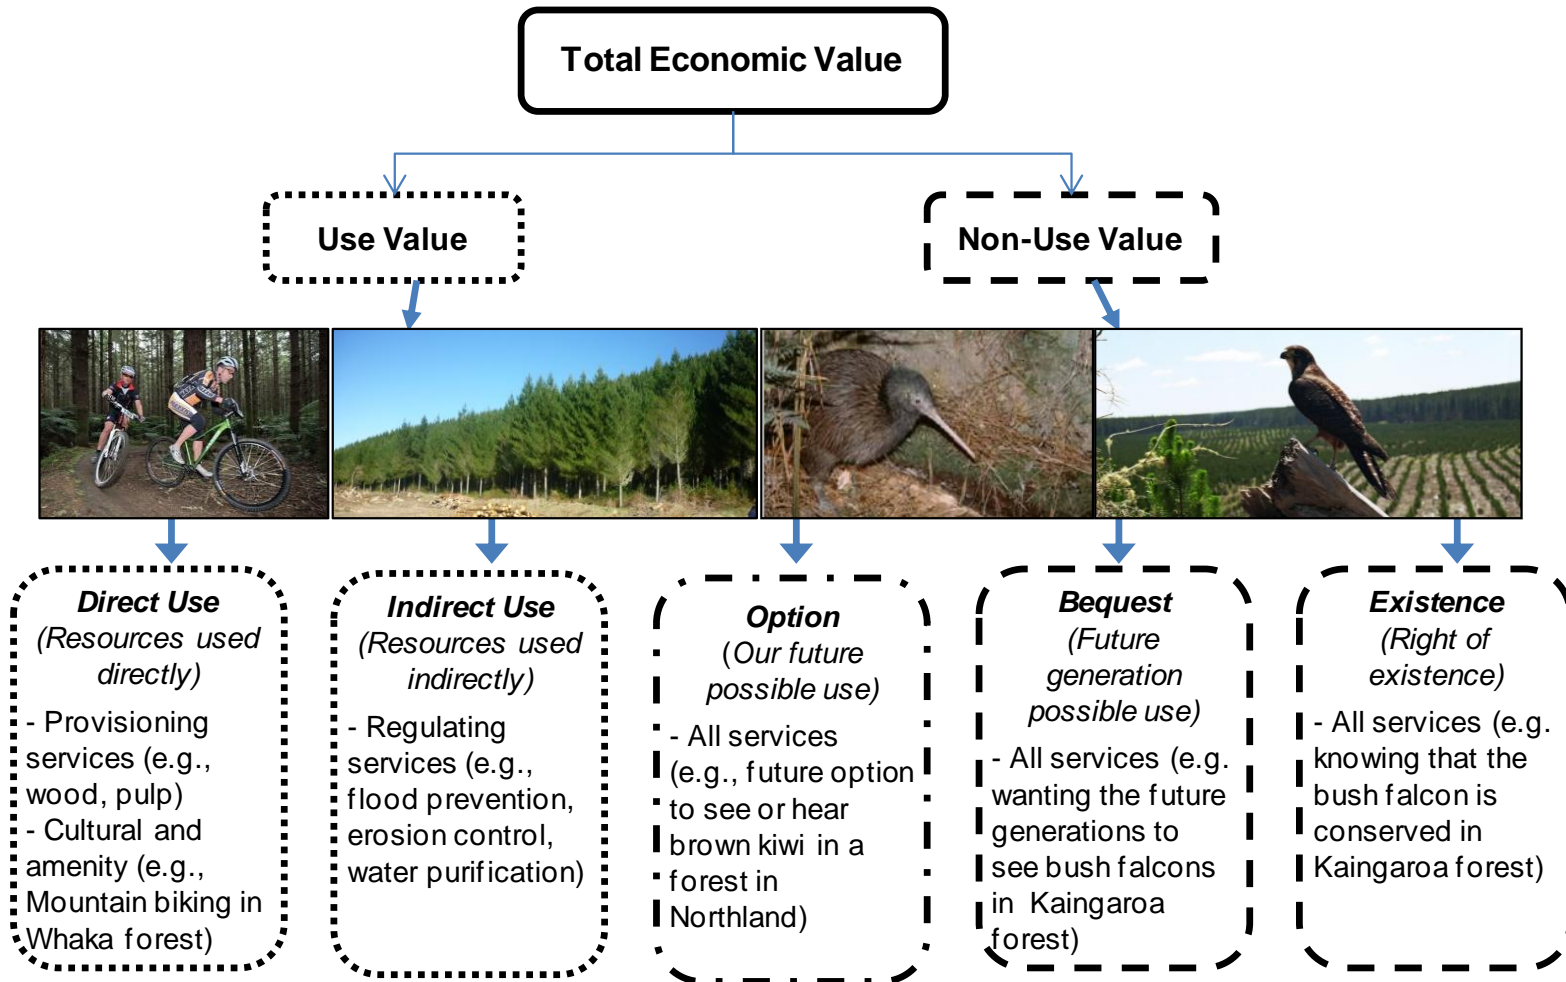 Total Economic Value
Use Value
Non-Use Value
Direct Use
(Resources used
directly)
- Provisioning
services (e.g.,
wood, pulp)
- Cultural and
amenity (e.g.,
Mountain biking in
Whaka forest)
Indirect Use
(Resources used
indirectly)
- Regulating
services (e.g.,
flood prevention,
erosion control,
water purification)
Option
(Our future
possible use)
- All services
(e.g., future option
to see or hear
brown kiwi in a
forest in
Northland)
Bequest
(Future
generation
possible use)
- All services (e.g.
wanting the future
generations to
see bush falcons
in Kaingaroa
forest)
Existence
(Right of
existence)
- All services (e.g.
knowing that the
bush falcon is
conserved in
Kaingaroa forest)